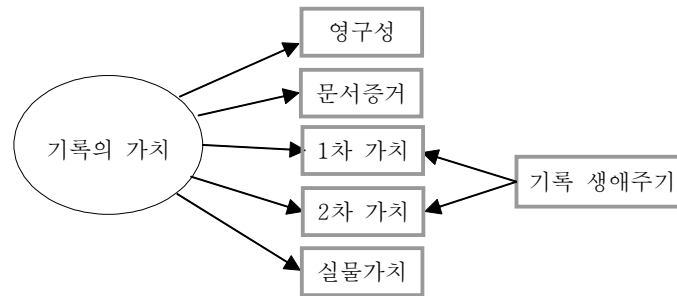 영구성
문서증거
기록의 가치
1차 가치
기록 생애주기
2차 가치
실물가치